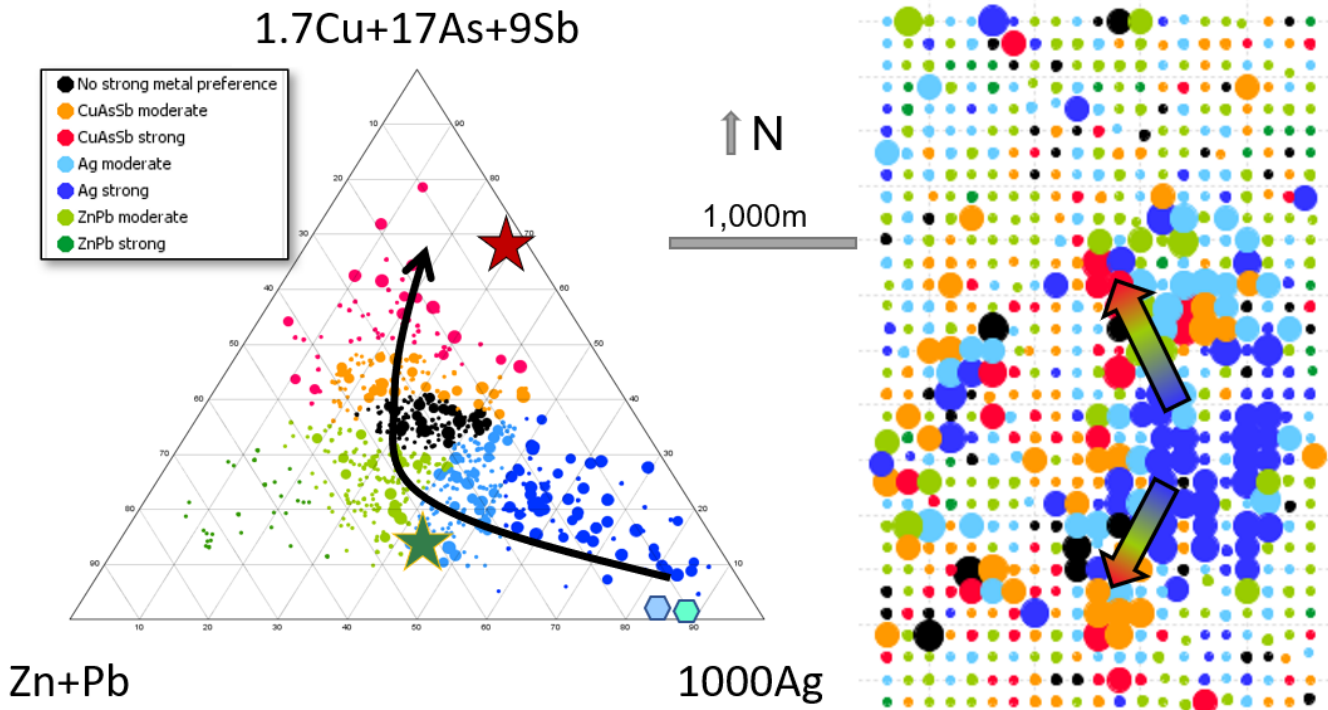 1.7Cu+17As+9Sb
No strong metal preference
CuAsSb moderate
CuAsSb strong
Ag moderate
Ag strong
ZnPb moderate
ZnPb strong
N
1,000m
10
90
20
80
30
70
40
60
50
50
60
40
70
30
80
20
90
10
10
20
30
40
50
60
70
80
90
Zn+Pb
1000Ag